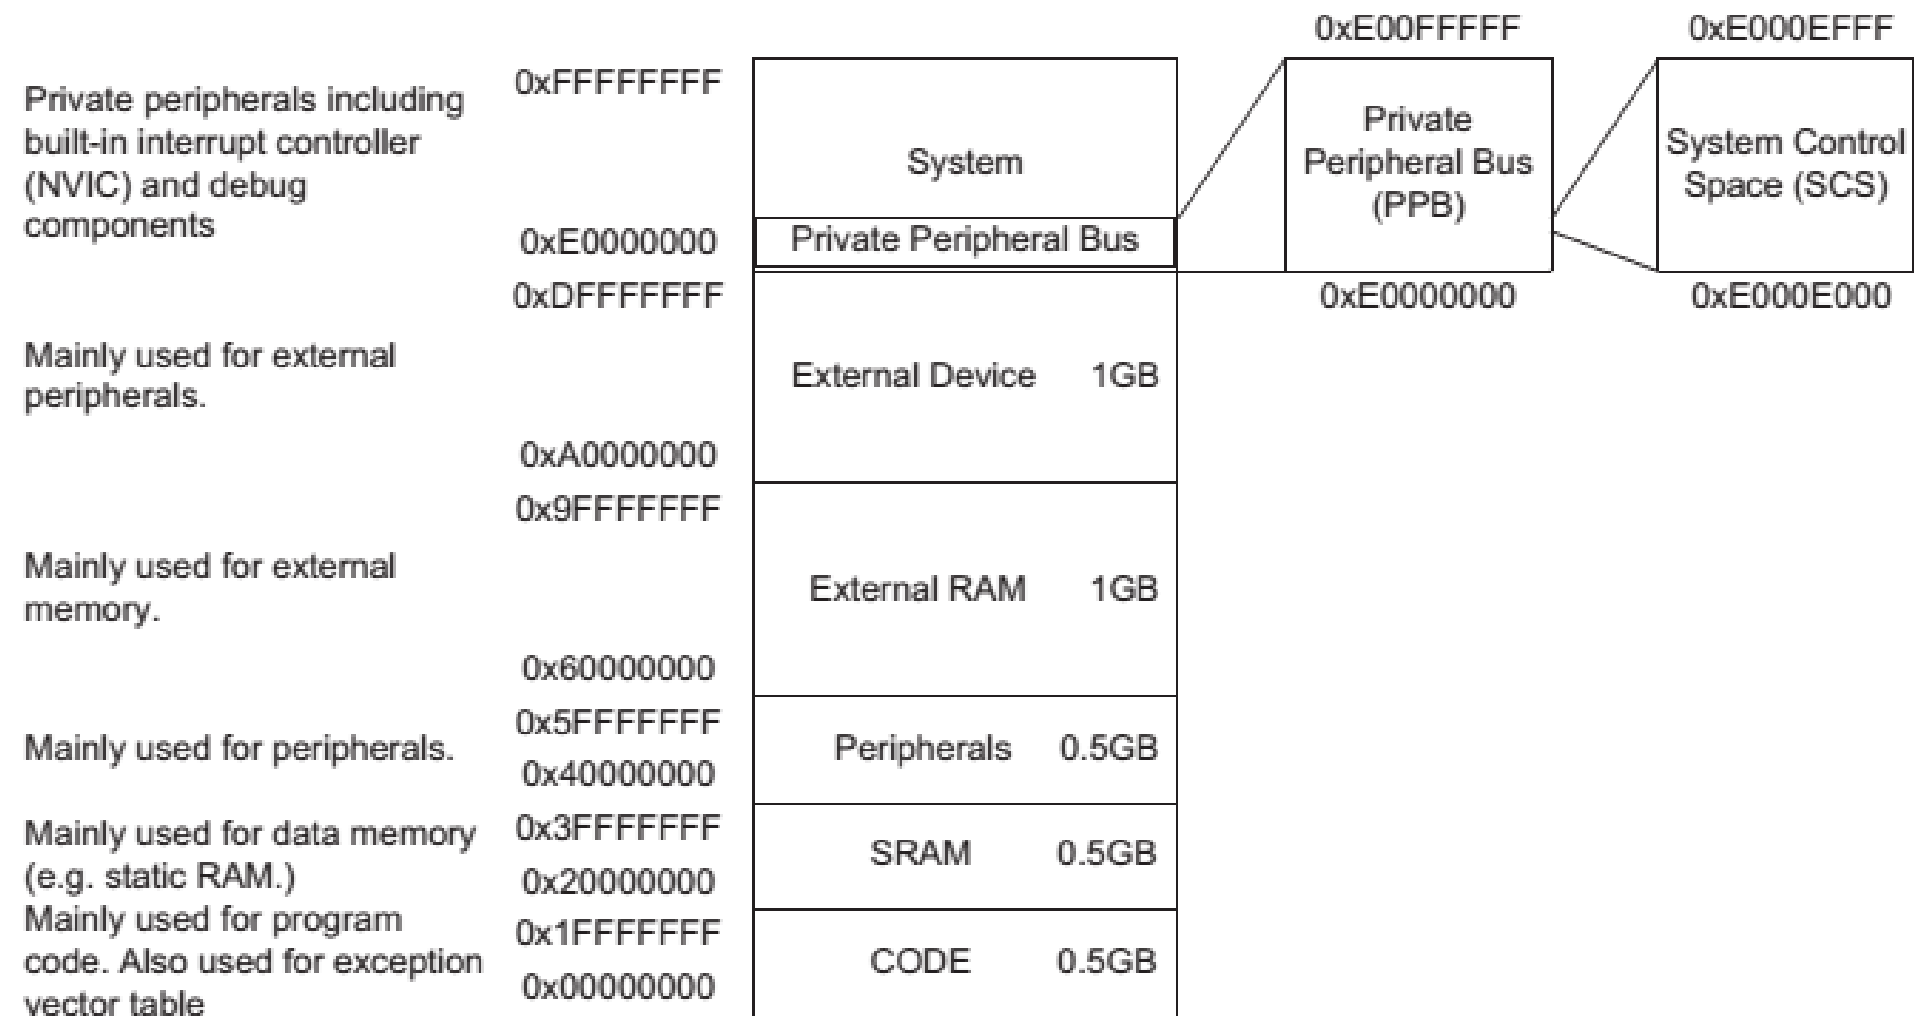 0xE00FFFFF
0xE000EFFF
Private peripherals including
built-in interrupt controller
(NVIC) and debug
components
0xFFFFFFFF
System
Private
Peripheral Bus
(PPB)
System Control
Space (SCS)
0xE0000000
Private Peripheral Bus
0xDFFFFFFF
0xE0000000
0xE000E000
Mainly used for external
peripherals.
External Device 1GB
0xA0000000
0x9FFFFFFF
Mainly used for external
memory.
External RAM 1GB
0x60000000
0x5FFFFFFF
Mainly used for peripherals.
Peripherals 0.5GB
0x40000000
0x3FFFFFFF
Mainly used for data memory
(e.g. static RAM.)
SRAM 0.5GB
0x20000000
Mainly used for program
code. Also used for exception
vector table
0x1FFFFFFF
CODE 0.5GB
0x00000000